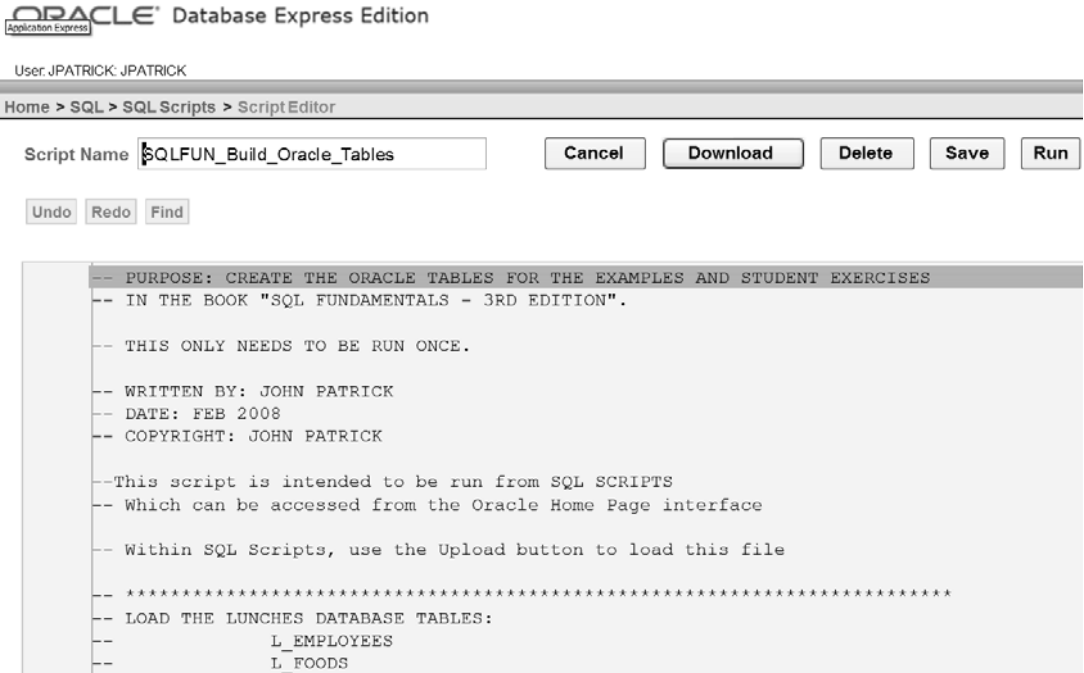 ORACLE® Database Express Edition
Application Express
User: JPATRICK: JPATRICK
Home > SQL > SQL Scripts > Script Editor
Script Name SQLFUN_Build_Oracle_Tables Cancel Download Delete Save Run
Undo Redo Find
-- PURPOSE: CREATE THE ORACLE TABLES FOR THE EXAMPLES AND STUDENT EXERCISES
-- IN THE BOOK "SQL FUNDAMENTALS - 3RD EDITION".
-- THIS ONLY NEEDS TO BE RUN ONCE.
-- WRITTEN BY: JOHN PATRICK
-- DATE: FEB 2008
-- COPYRIGHT: JOHN PATRICK
--This script is intended to be run from SQL SCRIPTS
-- Which can be accessed from the Oracle Home Page interface
-- Within SQL Scripts, use the Upload button to load this file
-- **************************************************************************
-- LOAD THE LUNCHES DATABASE TABLES:
-- L_EMPLOYEES
-- L_FOODS